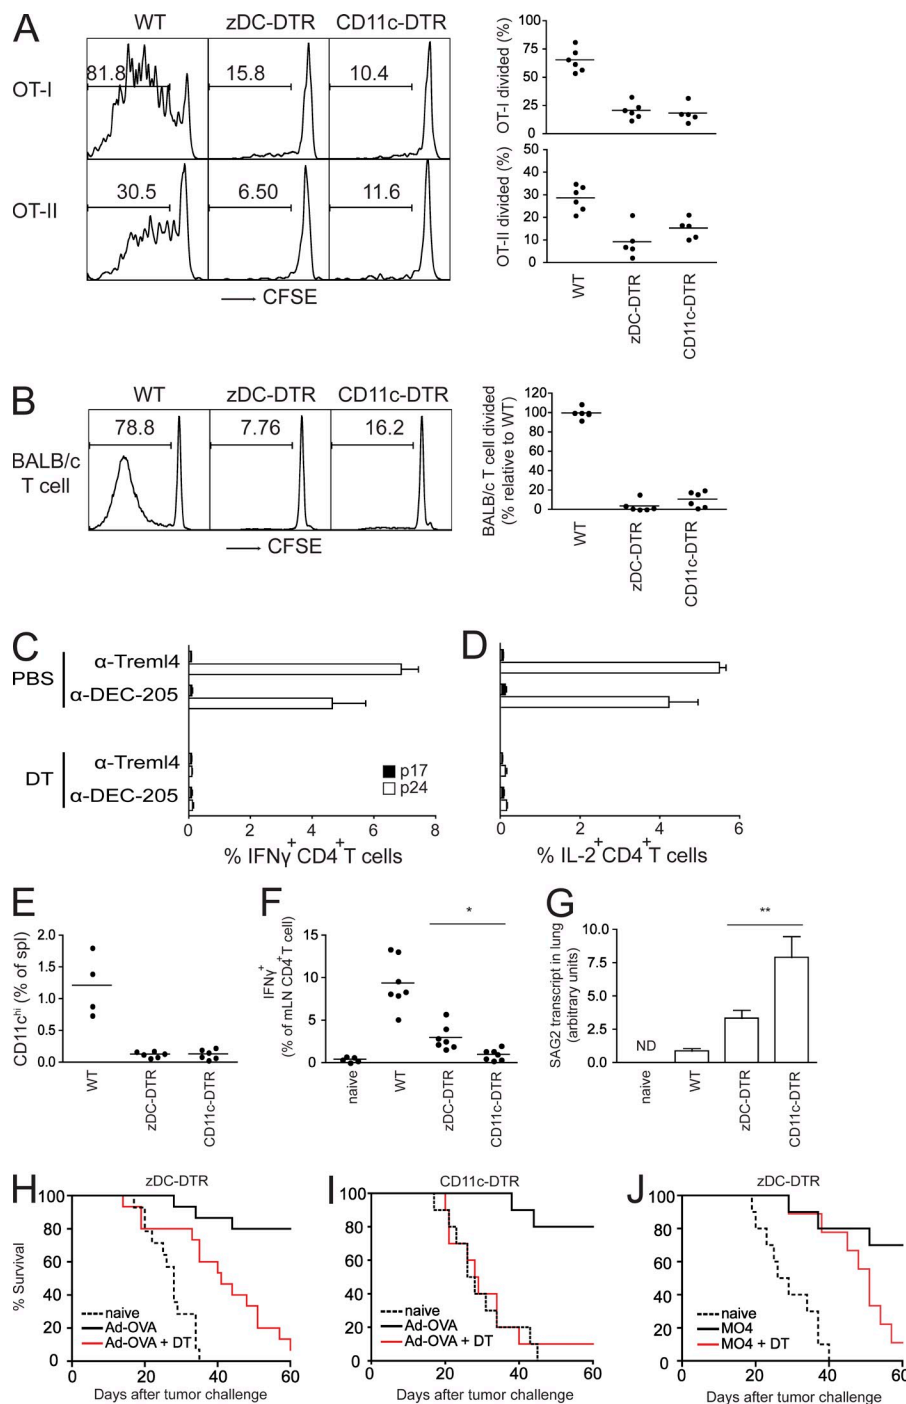 A
WT zDC-DTR CD11c-DTR
OT-I
81.8 15.8 10.4
OT-II
30.5 6.50 11.6
CFSE
OT-I divided (%)
100
75
50
25
0
OT-II divided (%)
50
40
30
20
10
0
WT
zDC-DTR
CD11c-DTR
B
WT zDC-DTR CD11c-DTR
BALB/c
T cell
78.8 7.76 16.2
CFSE
BALB/c T cell divided
(% relative to WT)
120
100
80
60
40
20
0
WT
zDC-DTR
CD11c-DTR
C
PBS
α-Treml4
α-DEC-205
DT
α-Treml4
α-DEC-205
p17
p24
0 2 4 6 8
% IFNγ+ CD4+T cells
D
0 2 4 6
% IL-2+CD4+T cells
E
CD11chi (% of spl)
2.0
1.5
1.0
0.5
0.0
WT
zDC-DTR
CD11c-DTR
F
IFNγ+
(% of mLN CD4+T cell)
15
10
5
0
*
naive
WT
zDC-DTR
CD11c-DTR
G
SAG2 transcript in lung
(arbitrary units)
10.0
7.5
5.0
2.5
0.0
**
ND
naive
WT
zDC-DTR
CD11c-DTR
H
zDC-DTR
% Survival
100
80
60
40
20
0
naive
Ad-OVA
Ad-OVA + DT
0 20 40 60
Days after tumor challenge
I
CD11c-DTR
100
80
60
40
20
0
naive
Ad-OVA
Ad-OVA + DT
0 20 40 60
Days after tumor challenge
J
zDC-DTR
100
80
60
40
20
0
naive
MO4
MO4 + DT
0 20 40 60
Days after tumor challenge